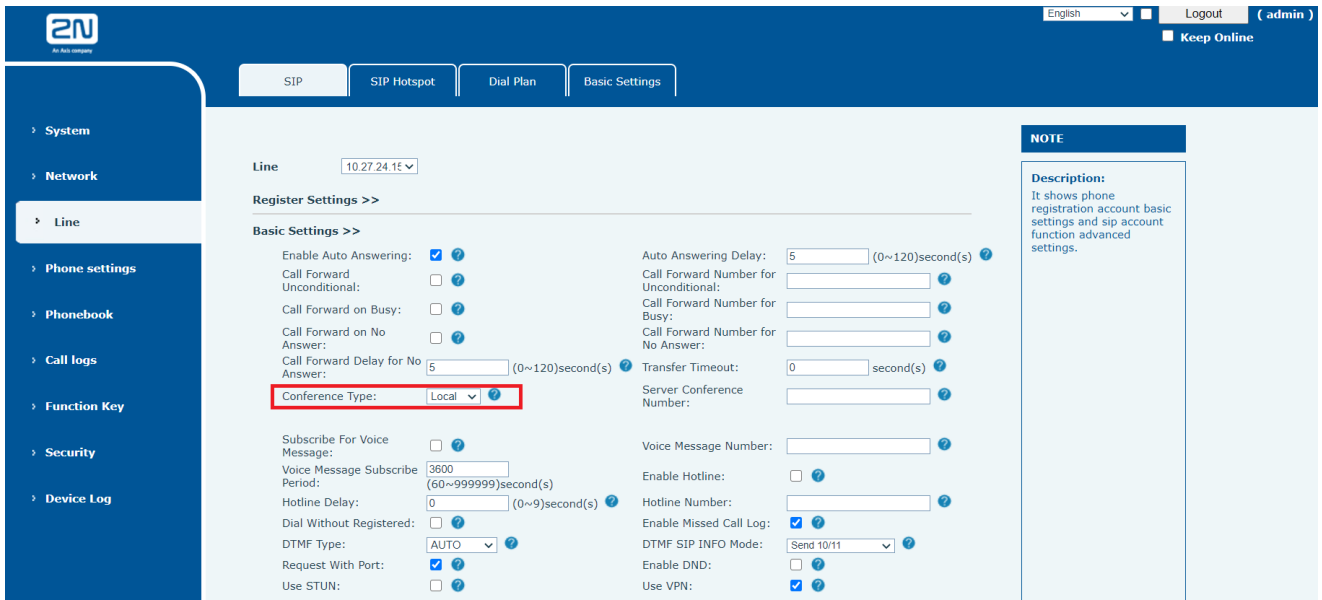 English
Logout
( admin )
2N
An Axis company
Keep Online
SIP
SIP Hotspot
Dial Plan
Basic Settings
› System
› Network
› Line
› Phone settings
› Phonebook
› Call logs
› Function Key
› Security
› Device Log
Line 10.27.24.15
Register Settings >>
Basic Settings >>
Enable Auto Answering: ?
Auto Answering Delay: 5 (0~120)second(s) ?
Call Forward
Unconditional: ?
Call Forward Number for
Unconditional: ?
Call Forward on Busy: ?
Call Forward Number for
Busy: ?
Call Forward on No
Answer: ?
Call Forward Number for
No Answer: ?
Call Forward Delay for No
Answer: 5 (0~120)second(s) ?
Transfer Timeout: 0 second(s) ?
Conference Type: Local ?
Server Conference
Number: ?
Subscribe For Voice
Message: ?
Voice Message Number: ?
Voice Message Subscribe
Period: 3600
(60~999999)second(s)
Enable Hotline: ?
Hotline Delay: 0 (0~9)second(s) ?
Hotline Number: ?
Dial Without Registered: ?
Enable Missed Call Log: ?
DTMF Type: AUTO ?
DTMF SIP INFO Mode: Send 10/11 ?
Request With Port: ?
Enable DND: ?
Use STUN: ?
Use VPN: ?
NOTE
Description:
It shows phone
registration account basic
settings and sip account
function advanced
settings.